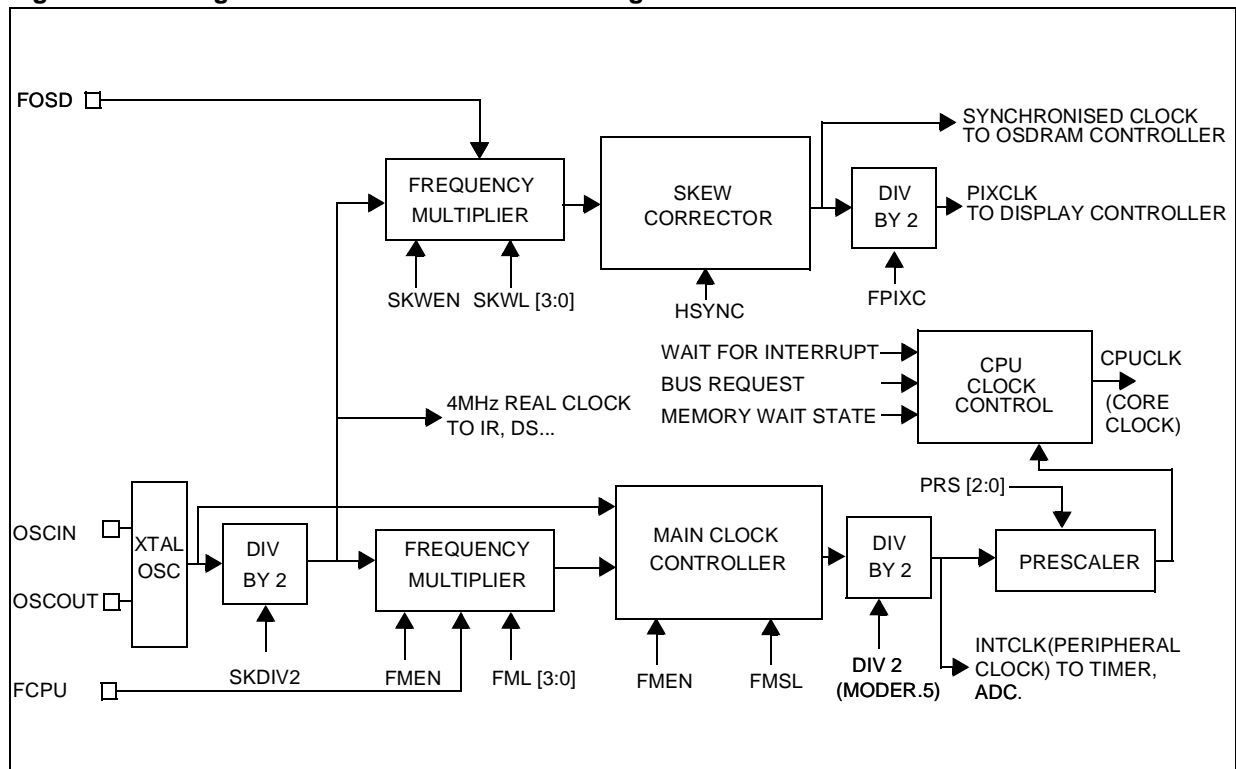 FOSD
SYNCHRONISED CLOCK
TO OSDRAM CONTROLLER
FREQUENCY
MULTIPLIER
SKEW
CORRECTOR
DIV
BY 2
PIXCLK
TO DISPLAY CONTROLLER
SKWEN
SKWL [3:0]
HSYNC
FPIXC
WAIT FOR INTERRUPT
BUS REQUEST
MEMORY WAIT STATE
CPU
CLOCK
CONTROL
CPUCLK
(CORE
CLOCK)
4MHz REAL CLOCK
TO IR, DS...
PRS [2:0]
OSCIN
OSCOUT
XTAL
OSC
DIV
BY 2
FREQUENCY
MULTIPLIER
MAIN CLOCK
CONTROLLER
DIV
BY 2
PRESCALER
FCPU
SKDIV2
FMEN
FML [3:0]
FMEN
FMSL
DIV 2
(MODER.5)
INTCLK(PERIPHERAL
CLOCK) TO TIMER,
ADC.